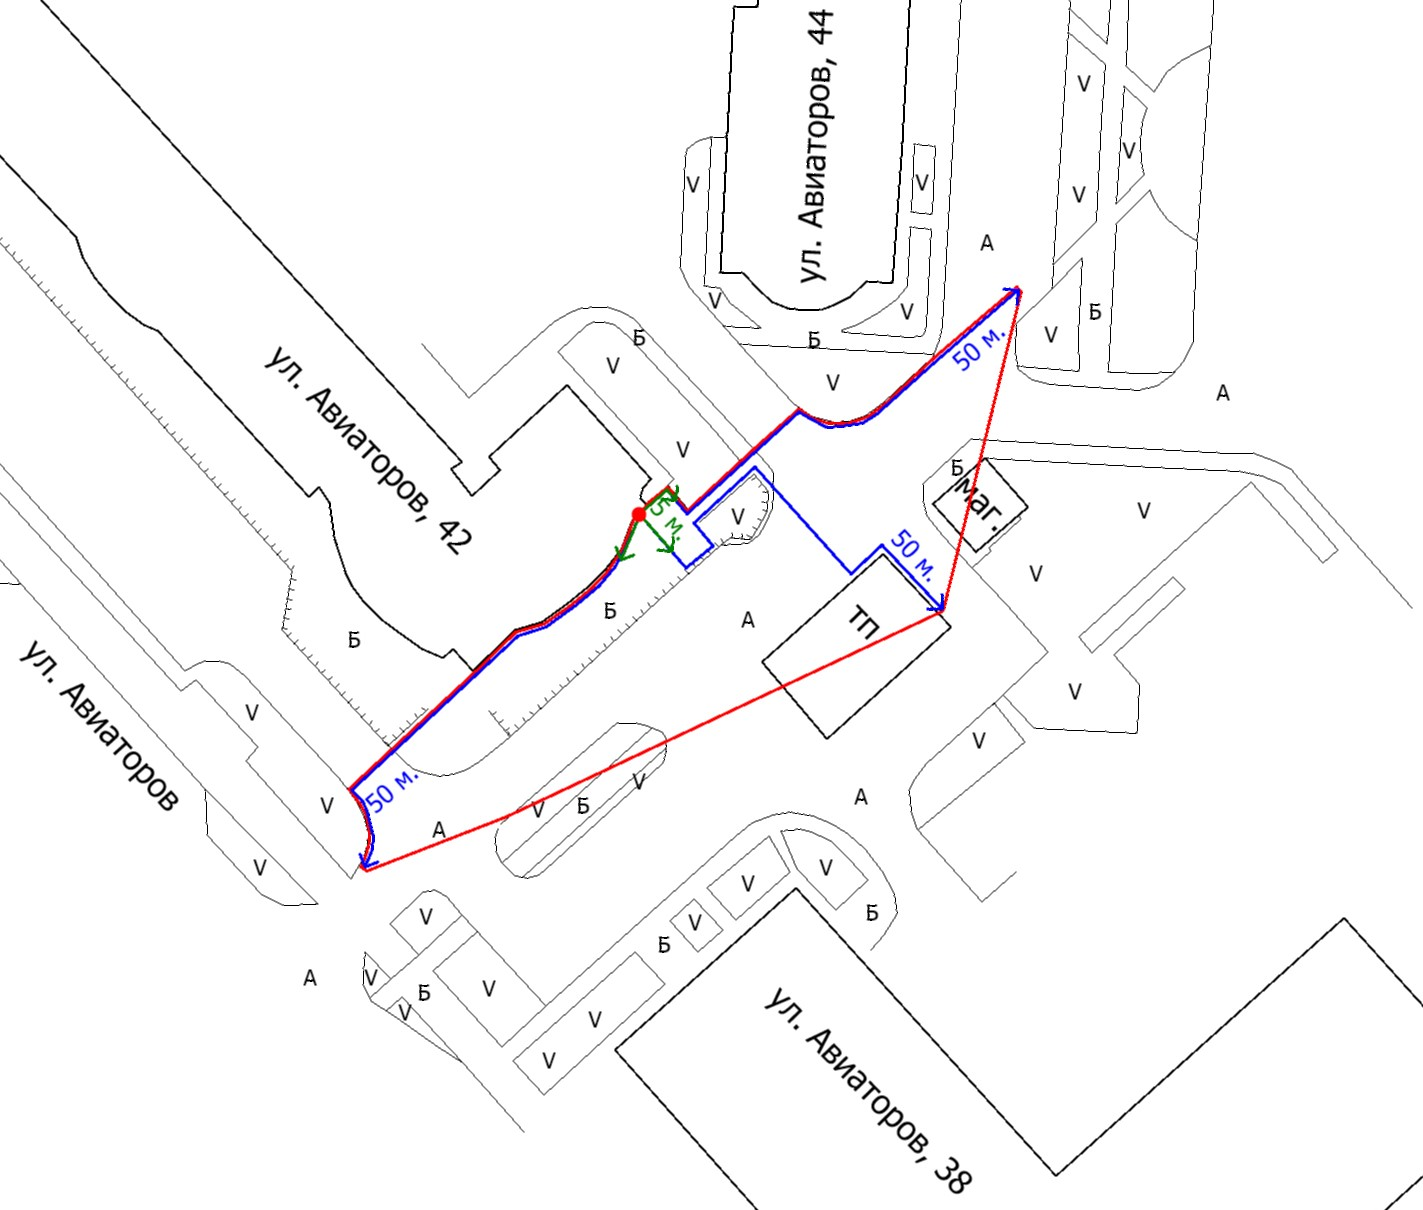 ул. Авиаторов, 44
V
V
V
V
V
А
V
V
V
Б
Б
V
Б
V
50 м.
V
А
ул. Авиаторов, 42
V
Б
маг.
V
V
5 м.
50 м.
V
Б
Б
А
ТП
ул. Авиаторов
V
V
V
50 м.
V
А
V
Б
V
А
V
V
V
V
Б
V
Б
А
V
Б
V
V
V
V
ул. Авиаторов, 38